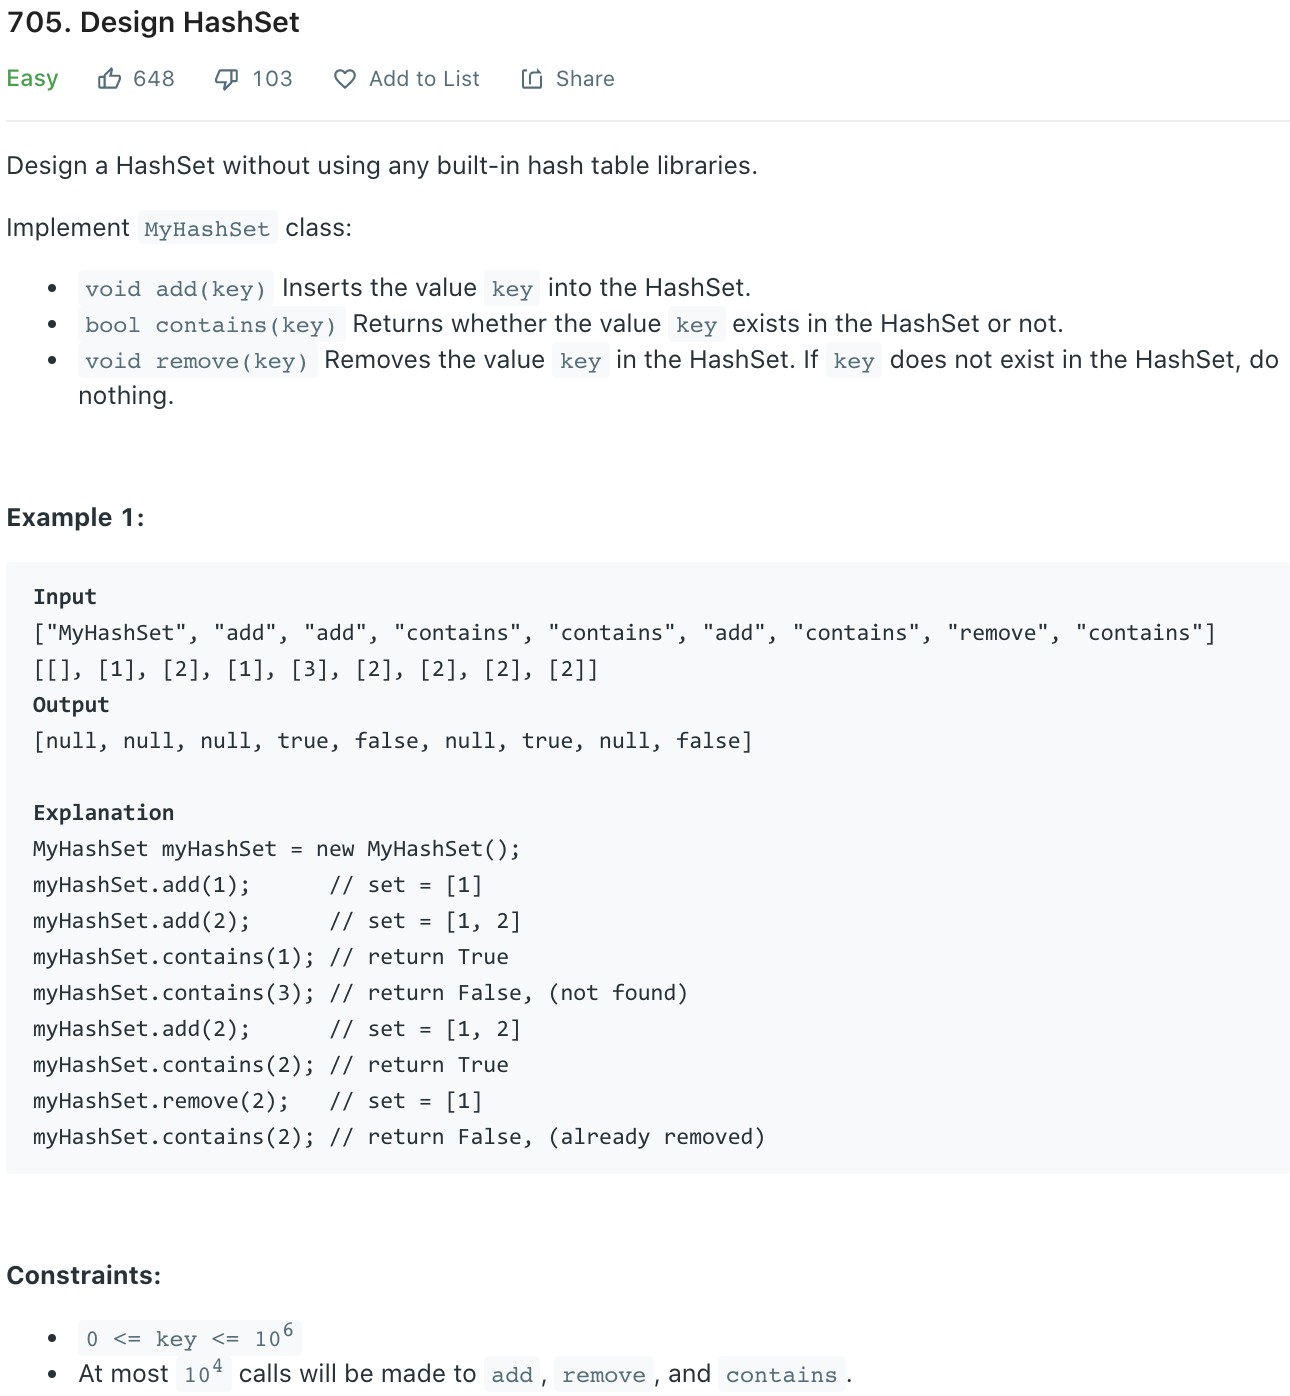 705. Design HashSet
Easy 648 103 Add to List Share
Design a HashSet without using any built-in hash table libraries.
Implement MyHashSet class:
• void add(key) Inserts the value key into the HashSet.
• bool contains(key) Returns whether the value key exists in the HashSet or not.
• void remove(key) Removes the value key in the HashSet. If key does not exist in the HashSet, do
nothing.
Example 1:
Input
["MyHashSet", "add", "add", "contains", "contains", "add", "contains", "remove", "contains"]
[[], [1], [2], [1], [3], [2], [2], [2], [2]]
Output
[null, null, null, true, false, null, true, null, false]
Explanation
MyHashSet myHashSet = new MyHashSet();
myHashSet.add(1);      // set = [1]
myHashSet.add(2);      // set = [1, 2]
myHashSet.contains(1); // return True
myHashSet.contains(3); // return False, (not found)
myHashSet.add(2);      // set = [1, 2]
myHashSet.contains(2); // return True
myHashSet.remove(2);   // set = [1]
myHashSet.contains(2); // return False, (already removed)
Constraints:
• 0 <= key <= 10⁶
• At most 10⁴ calls will be made to add, remove, and contains.